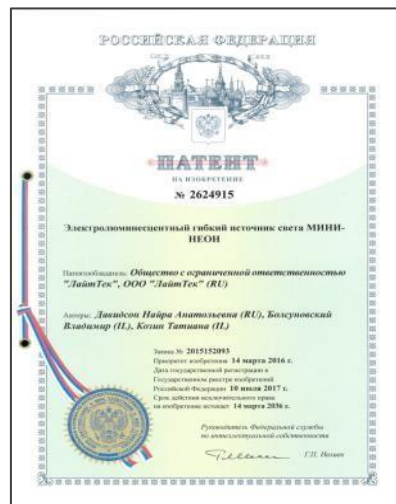 РОССИЙСКАЯ ФЕДЕРАЦИЯ
ПАТЕНТ
НА ИЗОБРЕТЕНИЕ
№ 2624915
Электролюминесцентный гибкий источник света МИНИ-
НЕОН
Патентообладатель: Общество с ограниченной ответственностью
"ЛайтТек", ООО "ЛайтТек" (RU)
Авторы: Давидсон Найра Анатольевна (RU), Болсуновский
Владимир (IL), Козин Татиана (IL)
Заявка № 2015152093
Приоритет изобретения 14 марта 2016 г.
Дата государственной регистрации в
Государственном реестре изобретений
Российской Федерации 10 июля 2017 г.
Срок действия исключительного права
на изобретение истекает 14 марта 2036 г.
Руководитель Федеральной службы
по интеллектуальной собственности
Г.П. Ивлиев